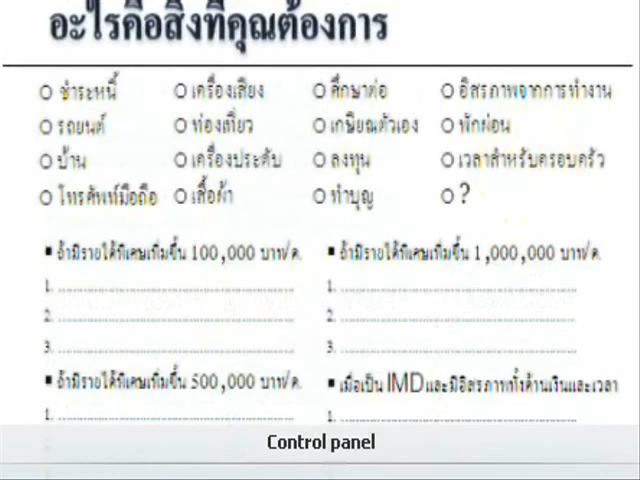 อะไรคือสิ่งที่คุณต้องการ
ชำระหนี้ เครื่องเสียง ศึกษาต่อ อิสรภาพจากการทำงาน
รถยนต์ ท่องเที่ยว เกษียณตัวเอง พักผ่อน
บ้าน เครื่องประดับ ลงทุน เวลาสำหรับครอบครัว
โทรศัพท์มือถือ เสื้อผ้า ทำบุญ ?
ถ้ามีรายได้พิเศษเพิ่มขึ้น 100,000 บาท/ด.
1.
2.
3.
ถ้ามีรายได้พิเศษเพิ่มขึ้น 1,000,000 บาท/ด.
1.
2.
3.
ถ้ามีรายได้พิเศษเพิ่มขึ้น 500,000 บาท/ด.
1.
เมื่อเป็น IMD และมีอิสรภาพทั้งด้านเงินและเวลา
1.
Control panel